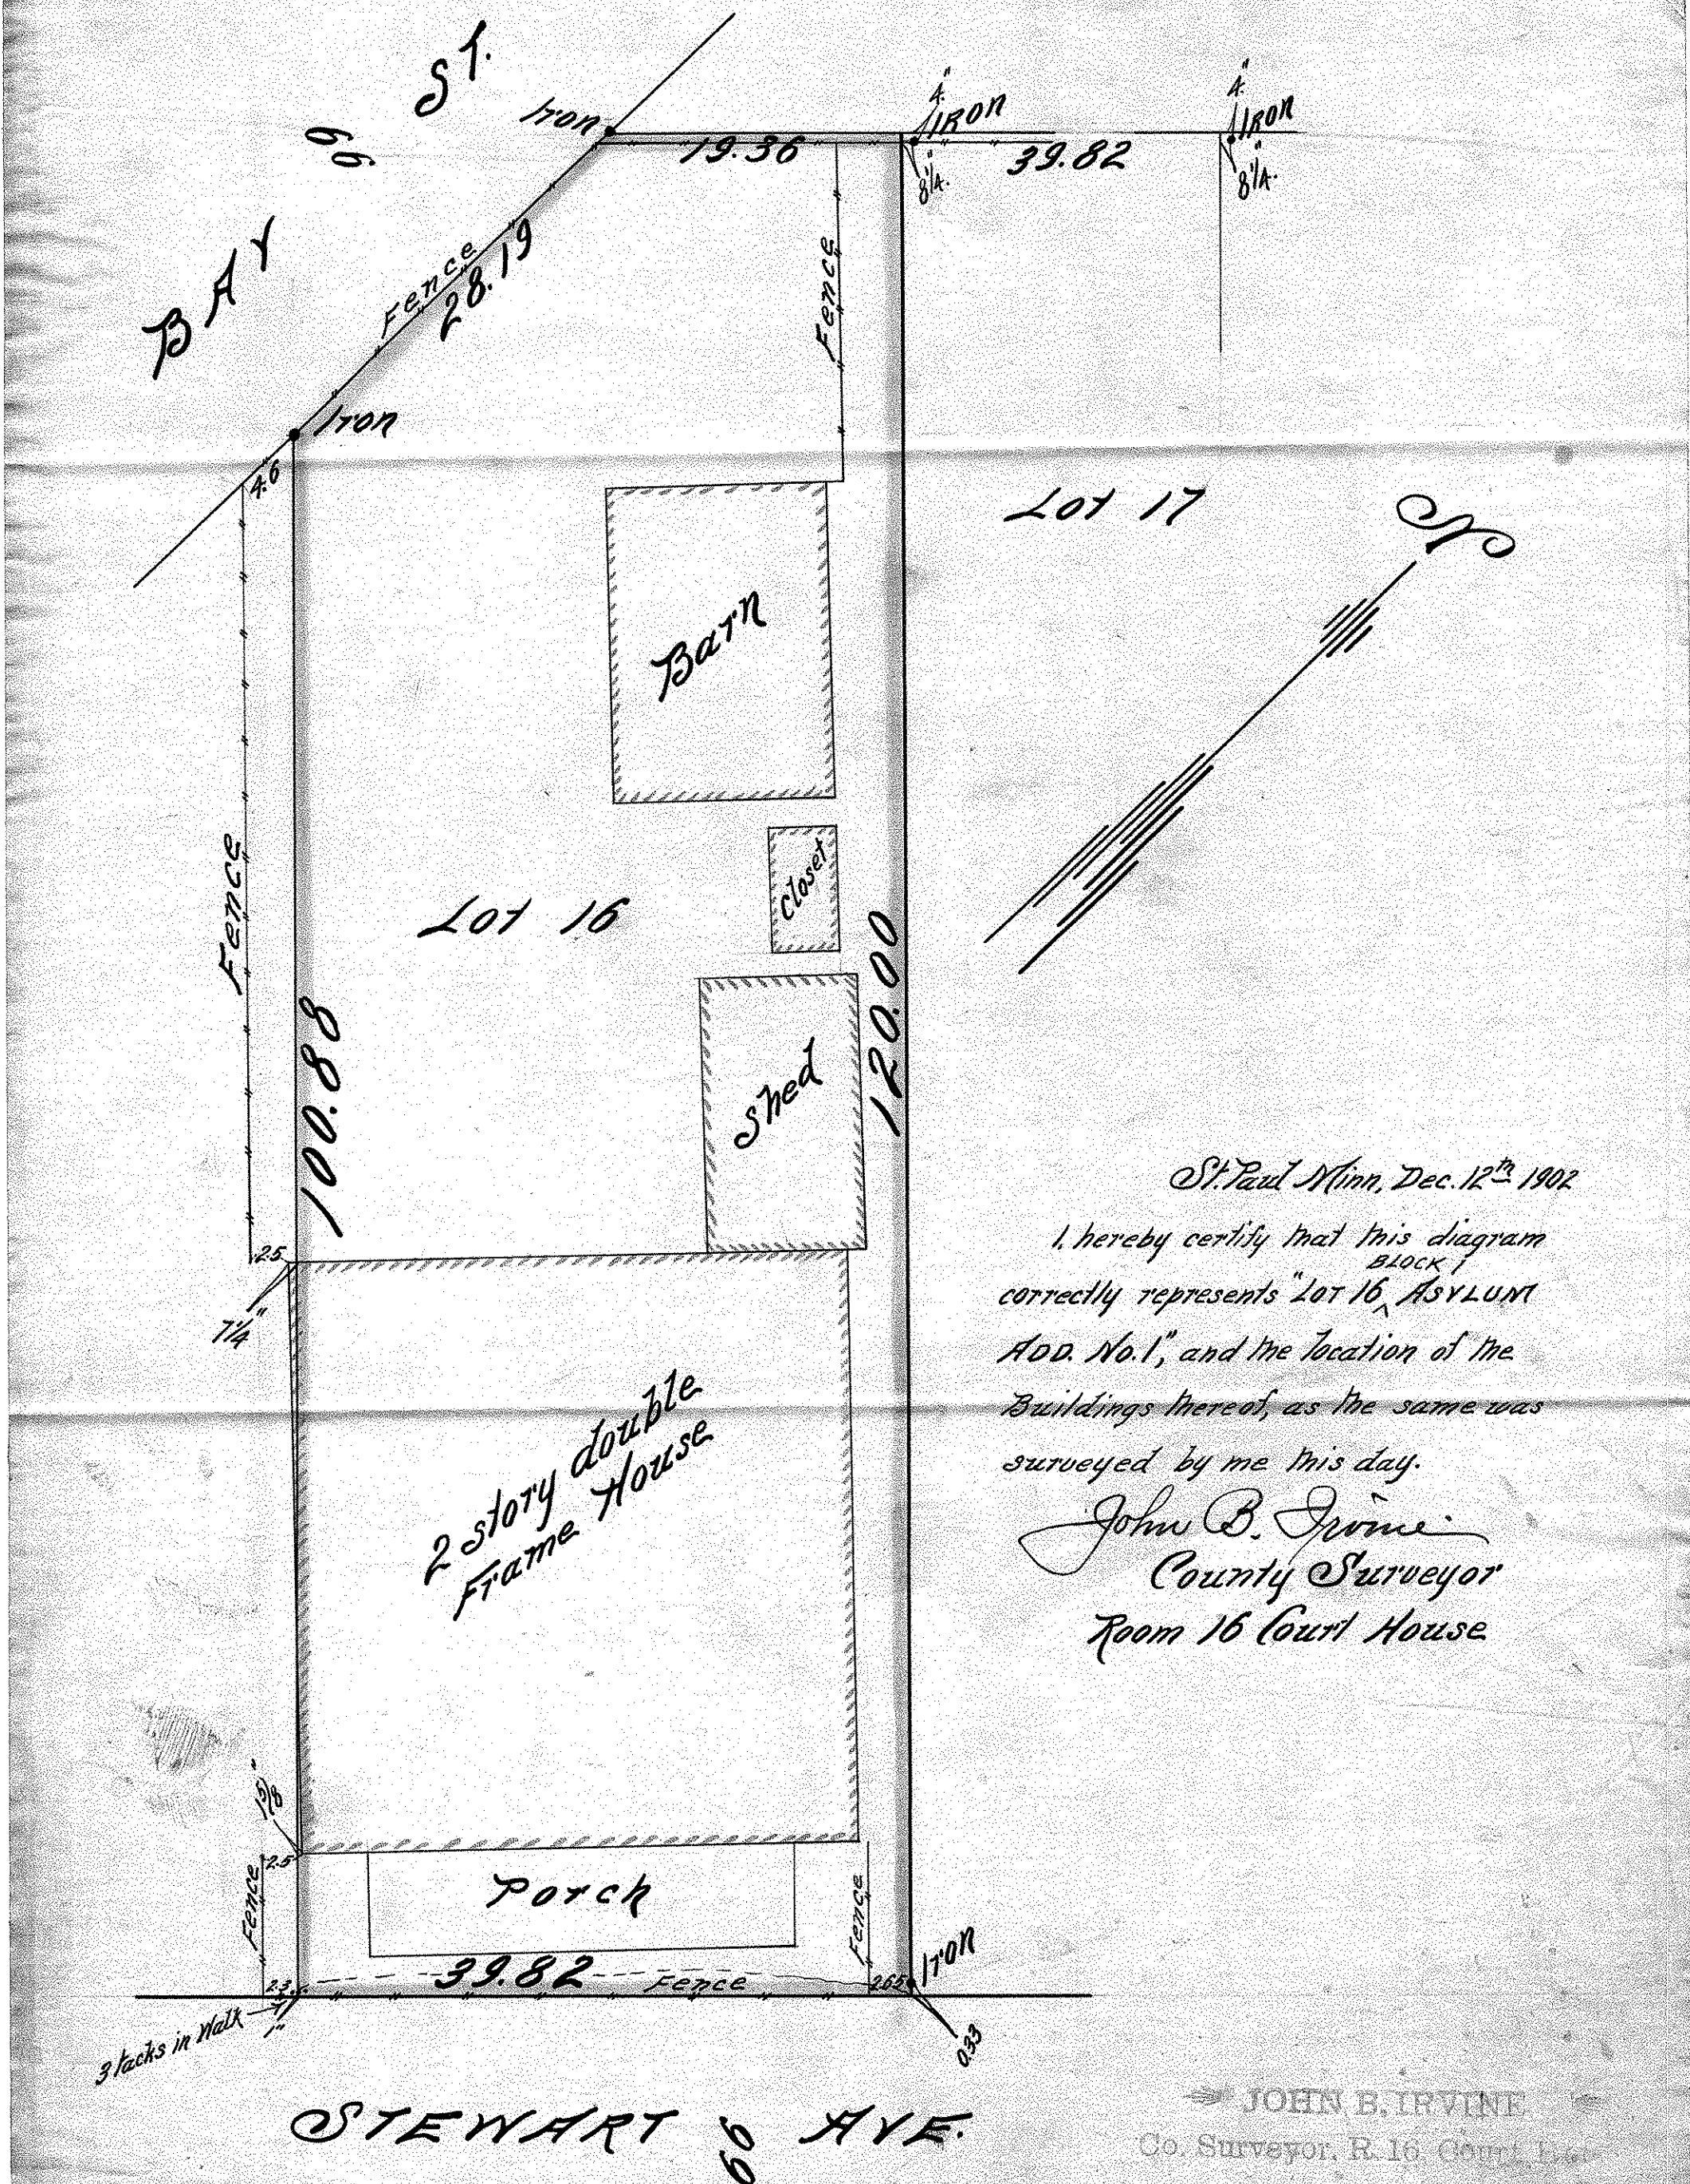 ST.
66
BAY
Iron
19.36
4"
IRON
8¼"
39.82
4"
IRON
8¼"
Fence
28.19
Fence
Iron
4.6
Lot 17
N
Barn
Closet
Lot 16
Fence
100.88
120.00
Shed
2.5
7¼"
St. Paul Minn, Dec. 12th 1902
I, hereby certify that this diagram
BLOCK 1
correctly represents "LOT 16 ^ ASYLUM
ADD. No. 1", and the location of the
Buildings thereof, as the same was
surveyed by me this day.
John B. Irvine
County Surveyor
Room 16 Court House
2 story double
Frame House
1⅝"
2.5
Fence
Porch
Fence
39.82
Fence
2.3
2.65
Iron
0.33
3 tacks in Walk
1"
STEWART 66 AVE.
JOHN B. IRVINE
Co. Surveyor, R. 16, Court